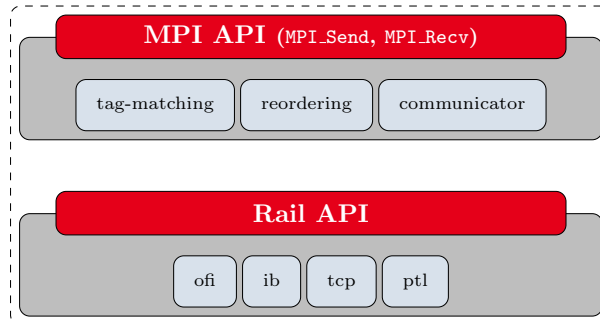 MPI API (MPI_Send, MPI_Recv)
tag-matching reordering communicator
Rail API
ofi ib tcp ptl